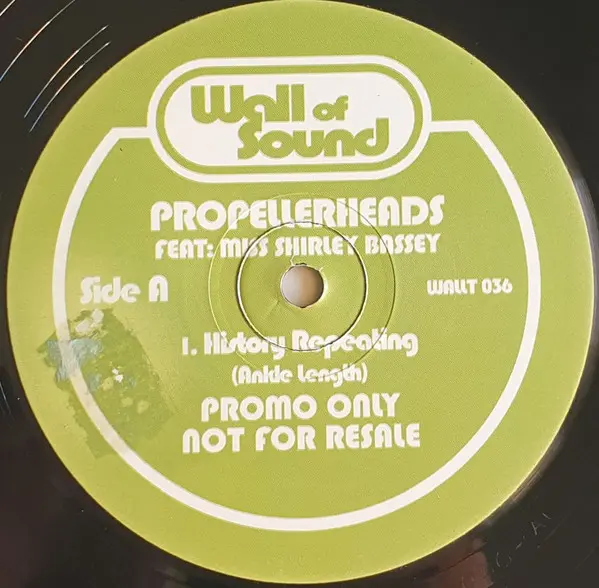 Wall of
Sound
PROPELLERHEADS
FEAT: MISS SHIRLEY BASSEY
Side A
WALLT 036
1. History Repeating
(Ankle Length)
PROMO ONLY
NOT FOR RESALE